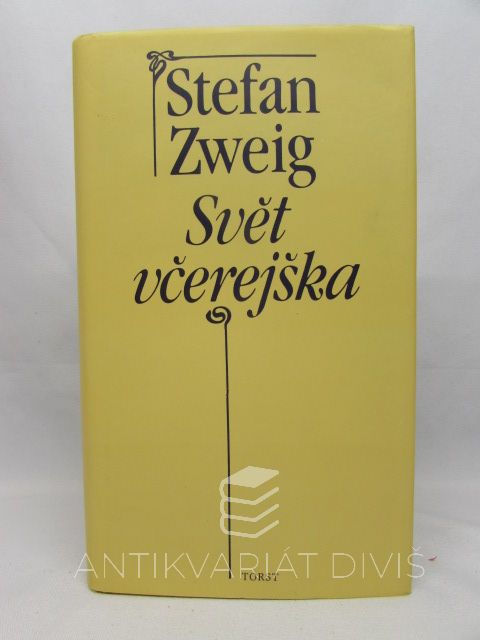 Stefan
Zweig
Svět
včerejška
ANTIKVARIÁT DIVIŠ
TORST